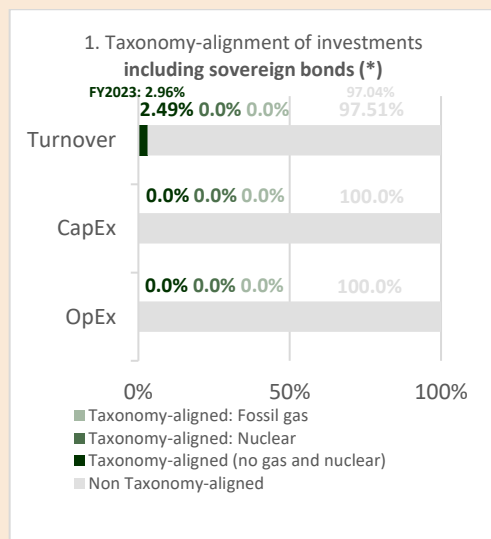 1. Taxonomy-alignment of investments
including sovereign bonds (*)
FY2023: 2.96% 97.04%
2.49% 0.0% 0.0% 97.51%
Turnover
0.0% 0.0% 0.0% 100.0%
CapEx
0.0% 0.0% 0.0% 100.0%
OpEx
0% 50% 100%
Taxonomy-aligned: Fossil gas
Taxonomy-aligned: Nuclear
Taxonomy-aligned (no gas and nuclear)
Non Taxonomy-aligned